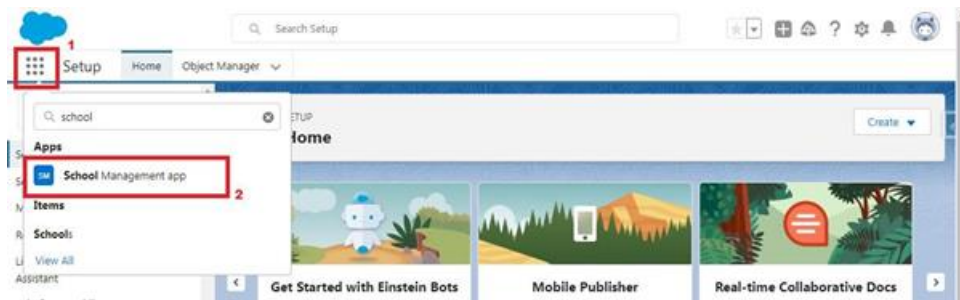 Search Setup
1
Setup
Home
Object Manager
school
SETUP
Home
Create
Apps
SM
School Management app
2
Items
Schools
View All
Assistant
Get Started with Einstein Bots
Mobile Publisher
Real-time Collaborative Docs